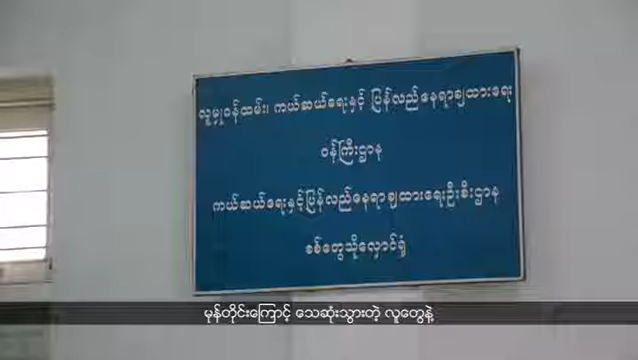 လူမှုဝန်ထမ်း၊ ကယ်ဆယ်ရေးနှင့် ပြန်လည်နေရာချထားရေး
ဝန်ကြီးဌာန
ကယ်ဆယ်ရေးနှင့်ပြန်လည်နေရာချထားရေးဦးစီးဌာန
စစ်တွေသိုလှောင်ရုံ
မုန်တိုင်းကြောင့် သေဆုံးသွားတဲ့ လူတွေနဲ့